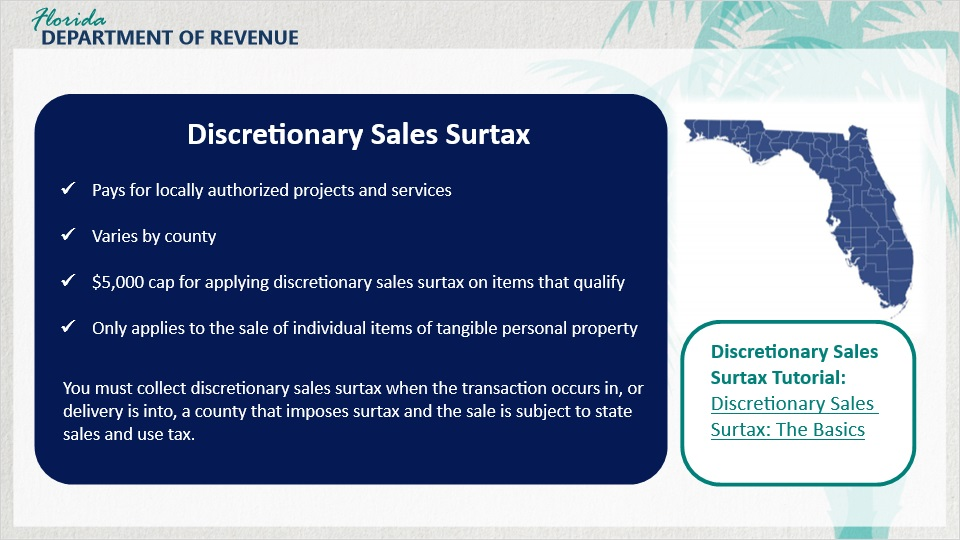 Florida
DEPARTMENT OF REVENUE
Discretionary Sales Surtax
✓ Pays for locally authorized projects and services
✓ Varies by county
✓ $5,000 cap for applying discretionary sales surtax on items that qualify
✓ Only applies to the sale of individual items of tangible personal property
You must collect discretionary sales surtax when the transaction occurs in, or
delivery is into, a county that imposes surtax and the sale is subject to state
sales and use tax.
Discretionary Sales
Surtax Tutorial:
Discretionary Sales
Surtax: The Basics